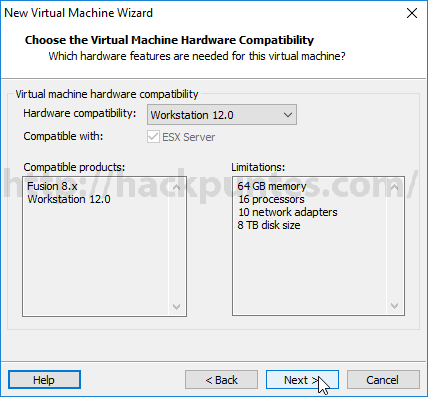 New Virtual Machine Wizard
Choose the Virtual Machine Hardware Compatibility
Which hardware features are needed for this virtual machine?
Virtual machine hardware compatibility
Hardware compatibility: Workstation 12.0
Compatible with: ESX Server
Compatible products:
Fusion 8.x
Workstation 12.0
Limitations:
64 GB memory
16 processors
10 network adapters
8 TB disk size
http://hackpuntes.com/
Help < Back Next > Cancel